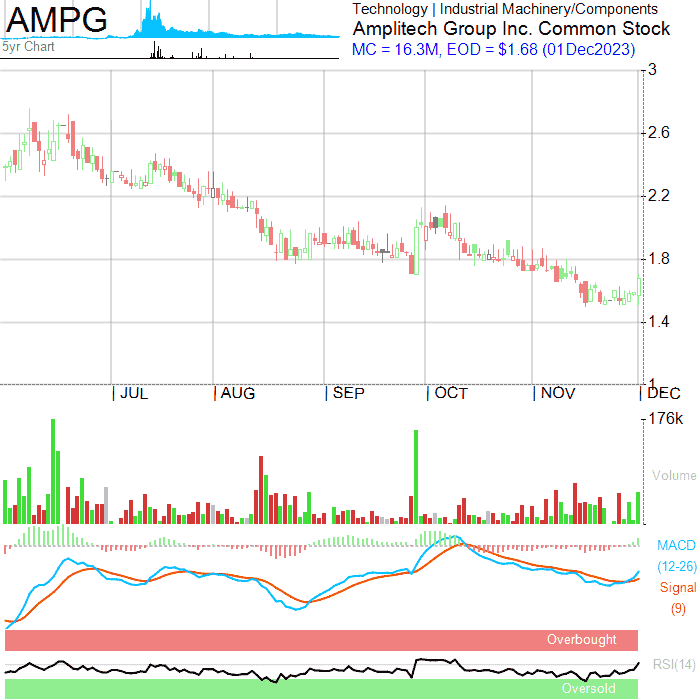 AMPG
5yr Chart
Technology | Industrial Machinery/Components
Amplitech Group Inc. Common Stock
MC = 16.3M, EOD = $1.68 (01Dec2023)
3
2.6
2.2
1.8
1.4
1
JUL AUG SEP OCT NOV DEC
176k
Volume
MACD
(12-26)
Signal
(9)
Overbought
RSI(14)
Oversold